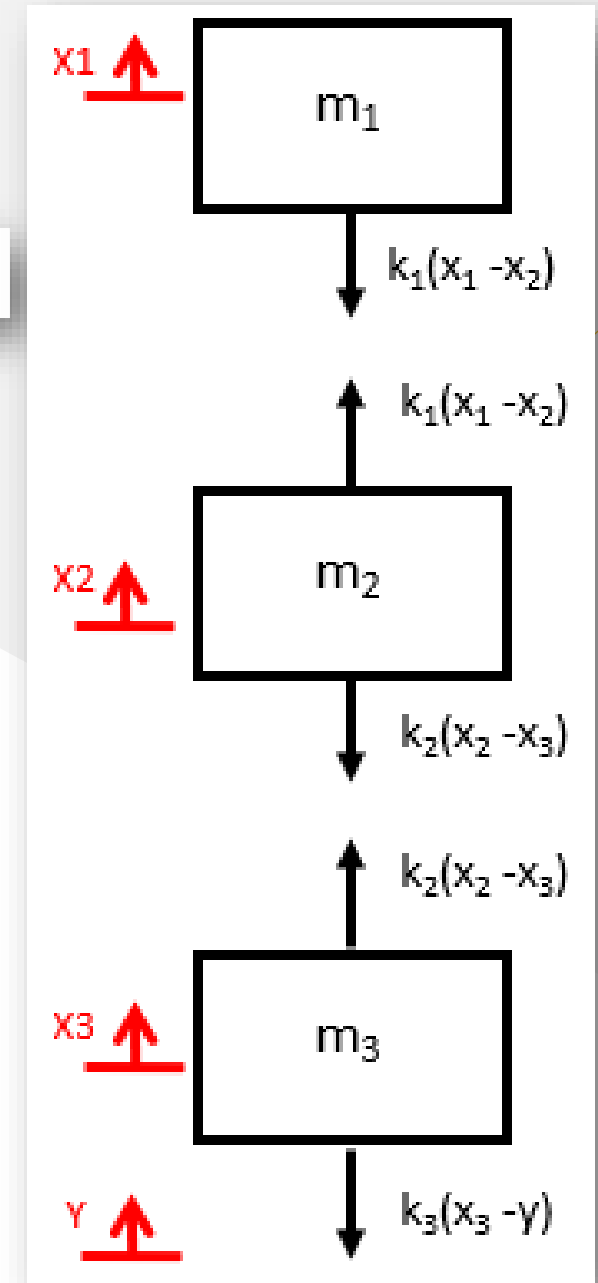 X1
m₁
k₁(x₁ -x₂)
k₁(x₁ -x₂)
X2
m₂
k₂(x₂ -x₃)
k₂(x₂ -x₃)
X3
m₃
Y
k₃(x₃ -y)